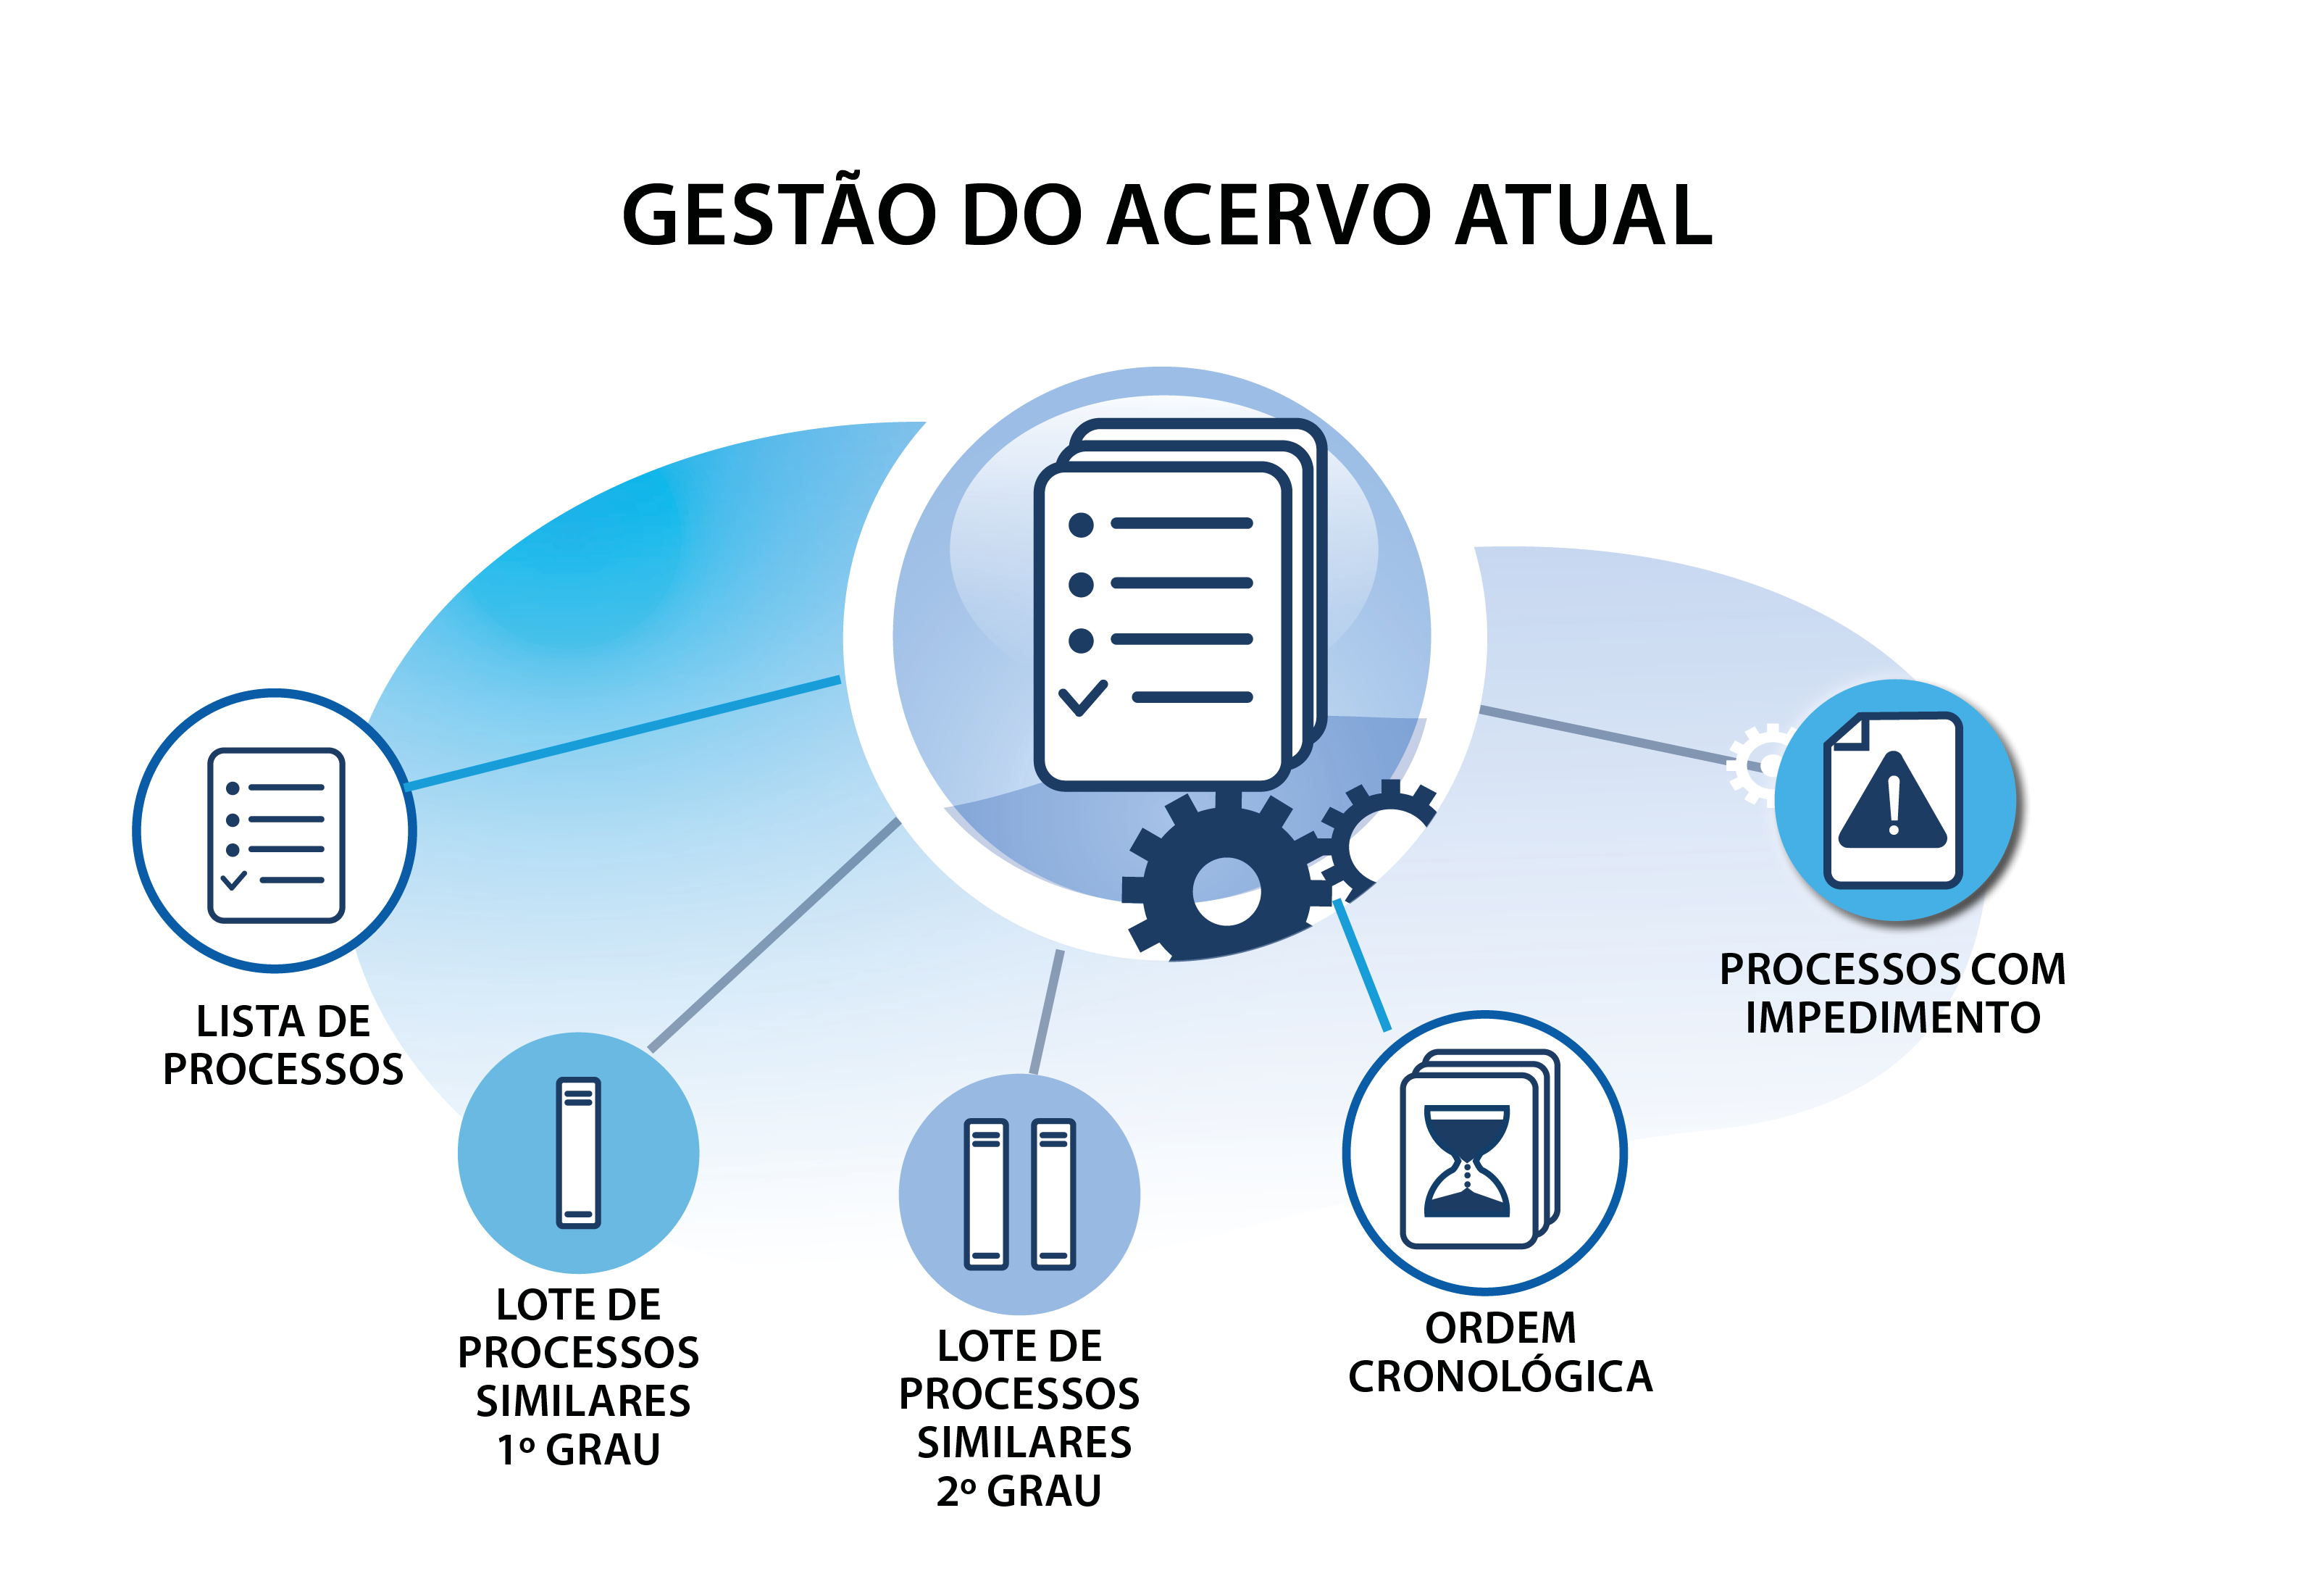 GESTÃO DO ACERVO ATUAL
LISTA DE
PROCESSOS
LOTE DE
PROCESSOS
SIMILARES
1º GRAU
LOTE DE
PROCESSOS
SIMILARES
2º GRAU
ORDEM
CRONOLÓGICA
PROCESSOS COM
IMPEDIMENTO